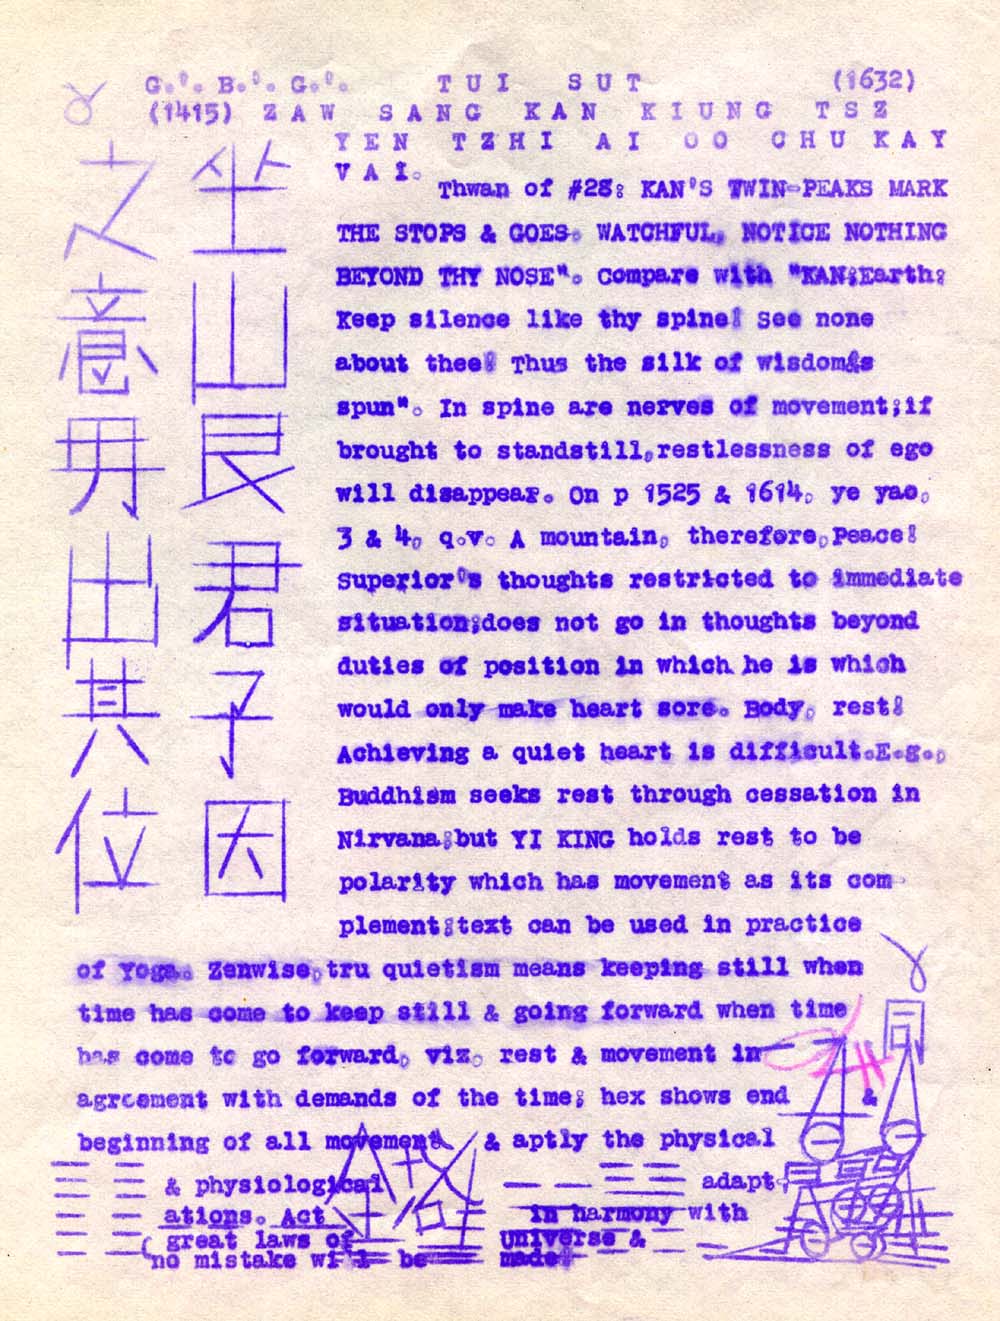 G.'. B.'. G.'. TUI SUT (1632)
(1415) ZAW SANG KAN KIUNG TSZ
YEN TZHI AI OO CHU KAY
VAI.
Thwan of #28: KAN'S TWIN-PEAKS MARK
THE STOPS & GOES. WATCHFUL, NOTICE NOTHING
BEYOND THY NOSE". Compare with "KAN;Earth:
Keep silence like thy spine! See none
about thee! Thus the silk of wisdom's
spun". In spine are nerves of movement;if
brought to standstill,restlessness of ego
will disappear. On p 1525 & 1614, ye yao,
3 & 4, q.v. A mountain, therefore,Peace!
Superior's thoughts restricted to immediate
situation;does not go in thoughts beyond
duties of position in which he is which
would only make heart sore. Body, rest!
Achieving a quiet heart is difficult.E.g.,
Buddhism seeks rest through cessation in
Nirvana;but YI KING holds rest to be
polarity which has movement as its com-
plement;text can be used in practice
of Yoga. Zenwise,tru quietism means keeping still when
time has come to keep still & going forward when time
has come to go forward, viz. rest & movement in
agreement with demands of the time; hex shows end &
beginning of all movement & aptly the physical
& physiological adapt-
ations. Act in harmony with
great laws of universe &
no mistake will be made!
山艮君子因
之意毋出其位